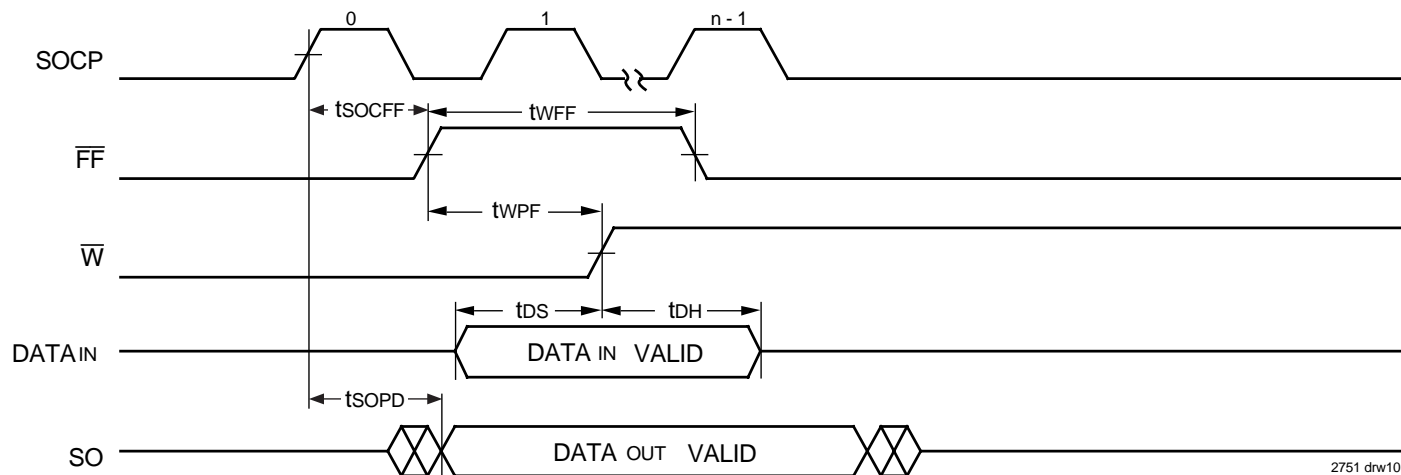 0 1 n - 1
SOCP
tSOCFF tWFF
FF
tWPF
W
tDS tDH
DATA IN DATA IN VALID
tSOPD
SO DATA OUT VALID
2751 drw10